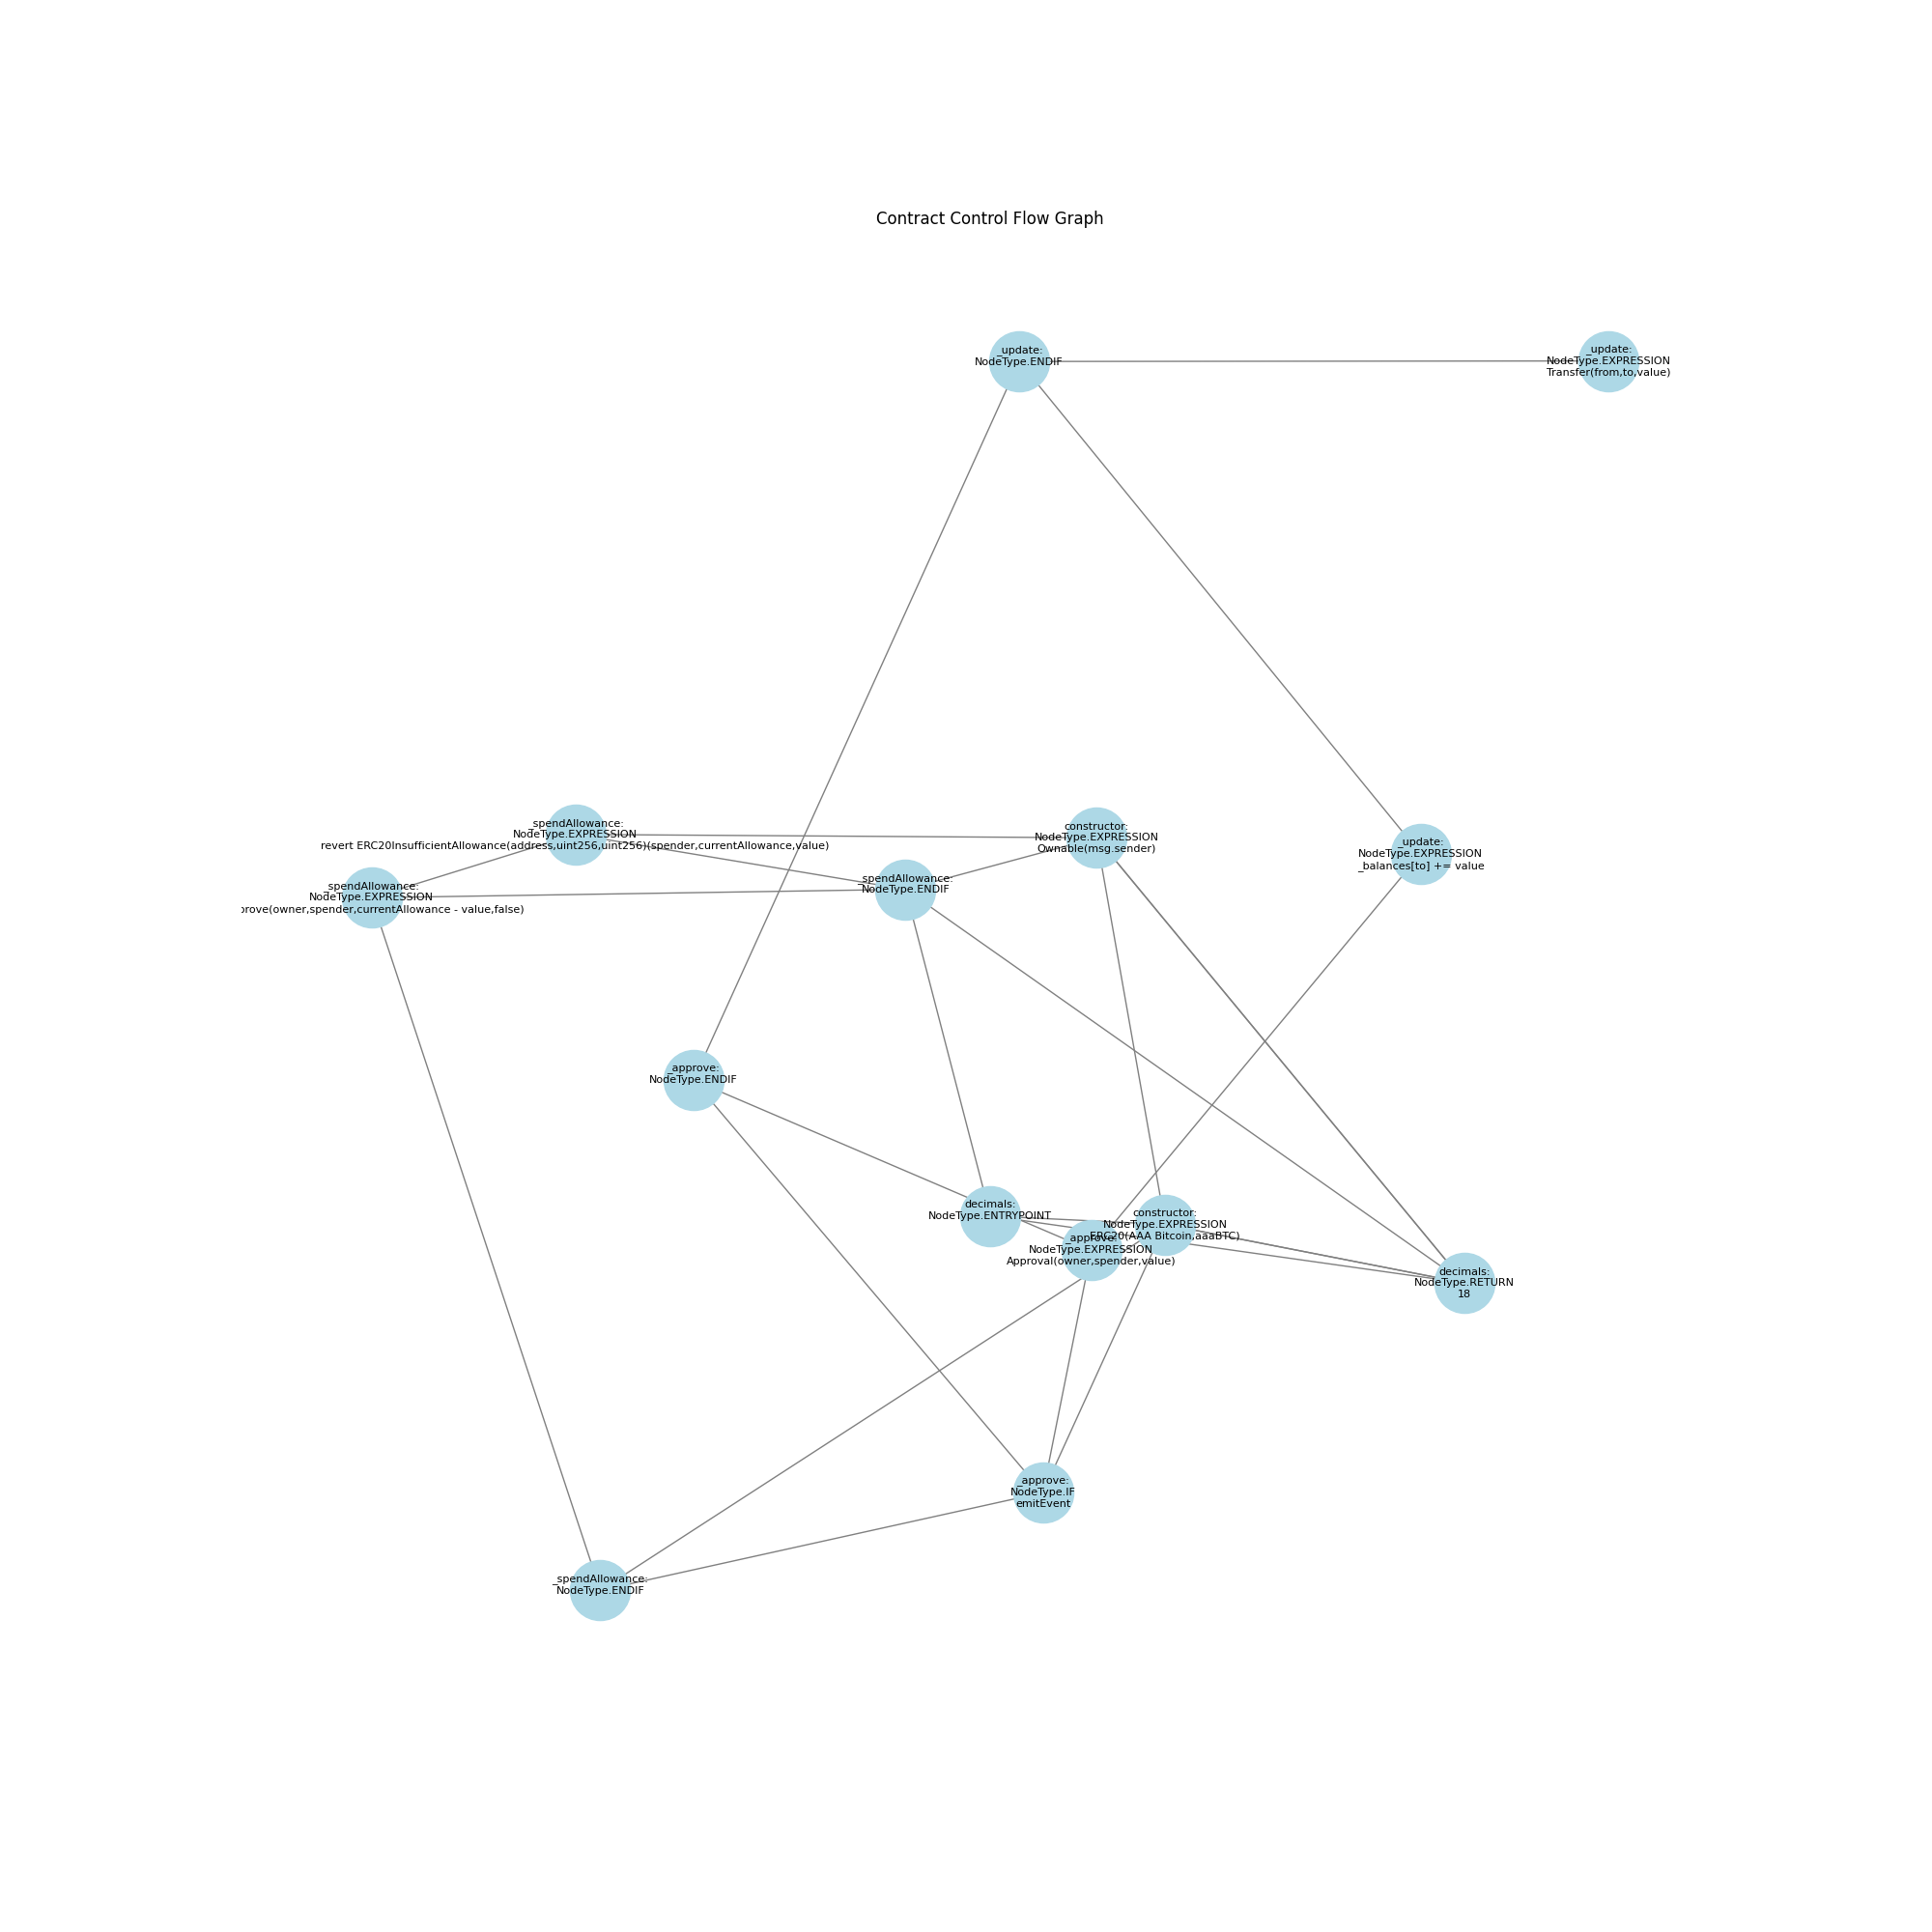 Contract Control Flow Graph
_update:
NodeType.ENDIF
_update:
NodeType.EXPRESSION
Transfer(from,to,value)
_spendAllowance:
NodeType.EXPRESSION
revert ERC20InsufficientAllowance(address,uint256,uint256)(spender,currentAllowance,value)
constructor:
NodeType.EXPRESSION
Ownable(msg.sender)
_update:
NodeType.EXPRESSION
_balances[to] += value
_spendAllowance:
NodeType.EXPRESSION
prove(owner,spender,currentAllowance - value,false)
_spendAllowance:
NodeType.ENDIF
_approve:
NodeType.ENDIF
decimals:
NodeType.ENTRYPOINT
constructor:
NodeType.EXPRESSION
ERC20(AAA Bitcoin,aaaBTC)
_approve:
NodeType.EXPRESSION
Approval(owner,spender,value)
decimals:
NodeType.RETURN
18
_approve:
NodeType.IF
emitEvent
_spendAllowance:
NodeType.ENDIF